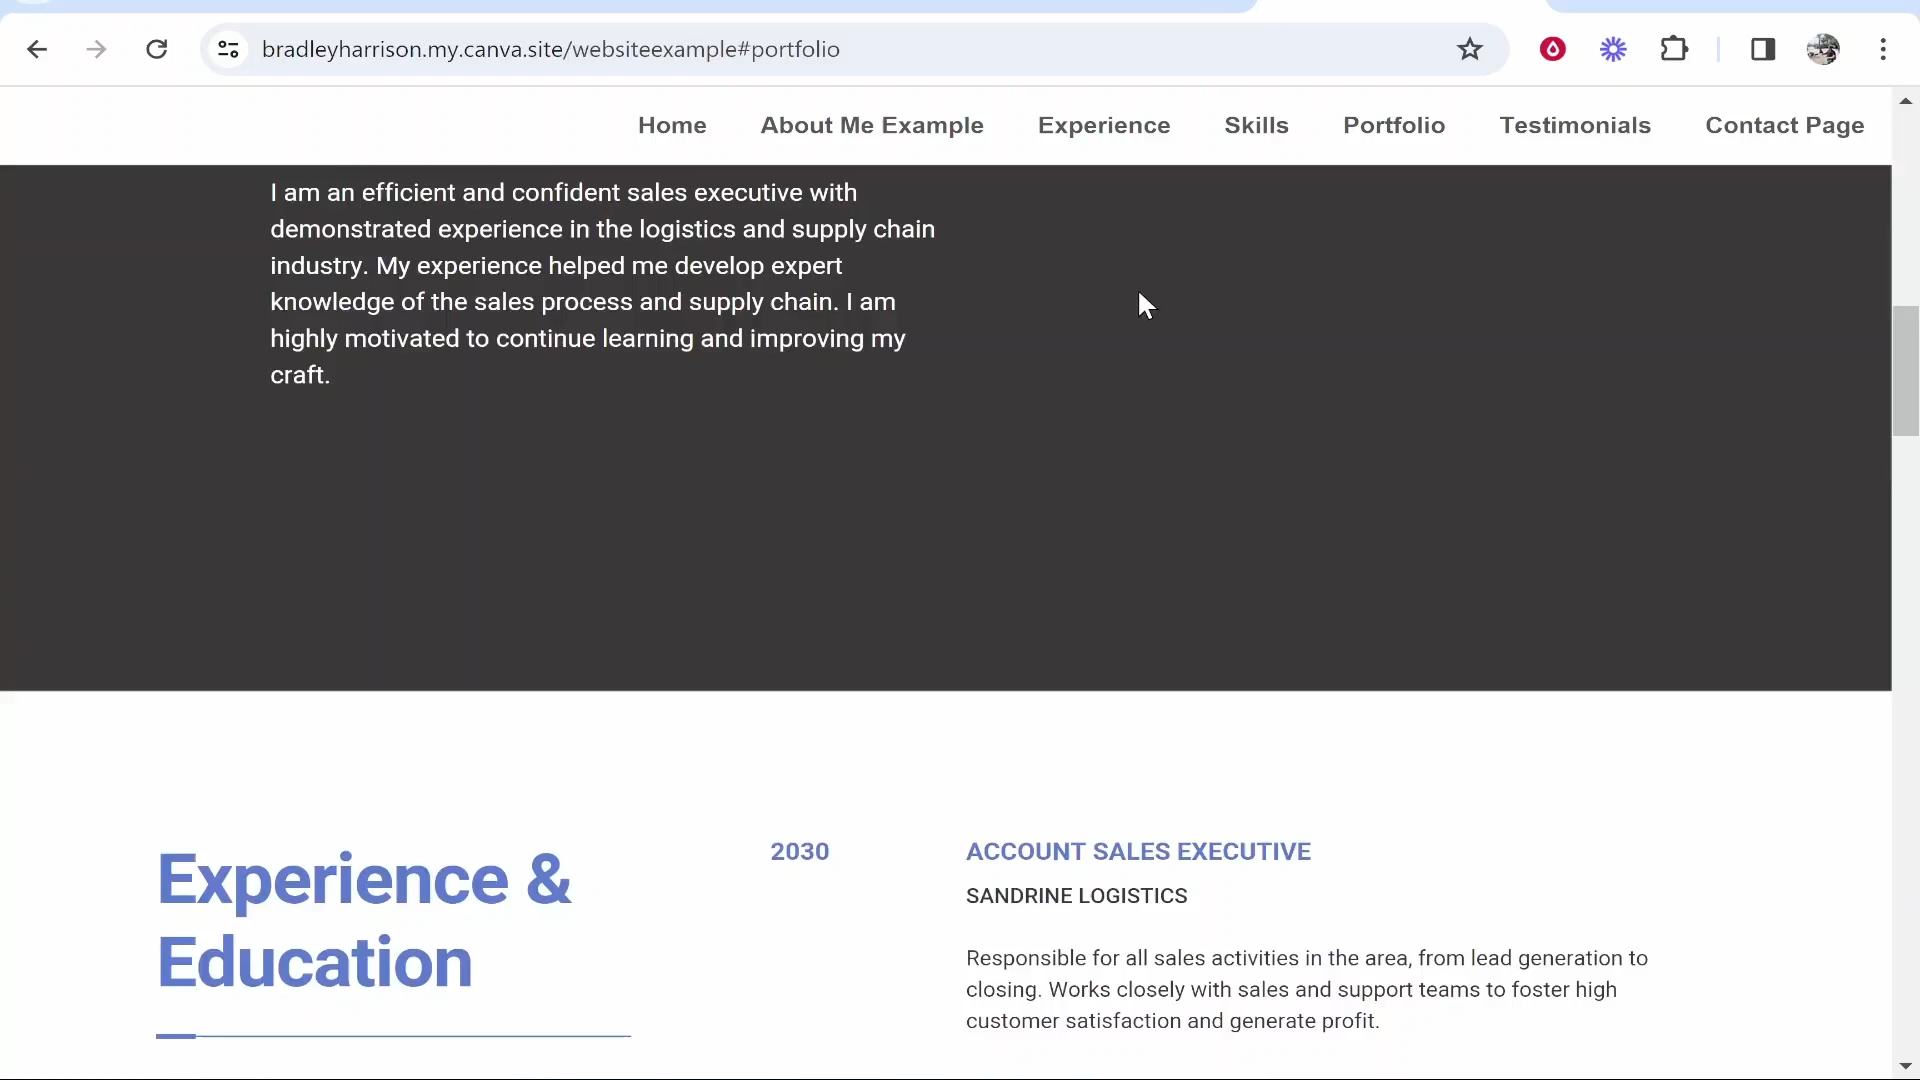 bradleyharrison.my.canva.site/websiteexample#portfolio
Home About Me Example Experience Skills Portfolio Testimonials Contact Page
I am an efficient and confident sales executive with
demonstrated experience in the logistics and supply chain
industry. My experience helped me develop expert
knowledge of the sales process and supply chain. I am
highly motivated to continue learning and improving my
craft.
Experience &
Education
2030
ACCOUNT SALES EXECUTIVE
SANDRINE LOGISTICS
Responsible for all sales activities in the area, from lead generation to
closing. Works closely with sales and support teams to foster high
customer satisfaction and generate profit.